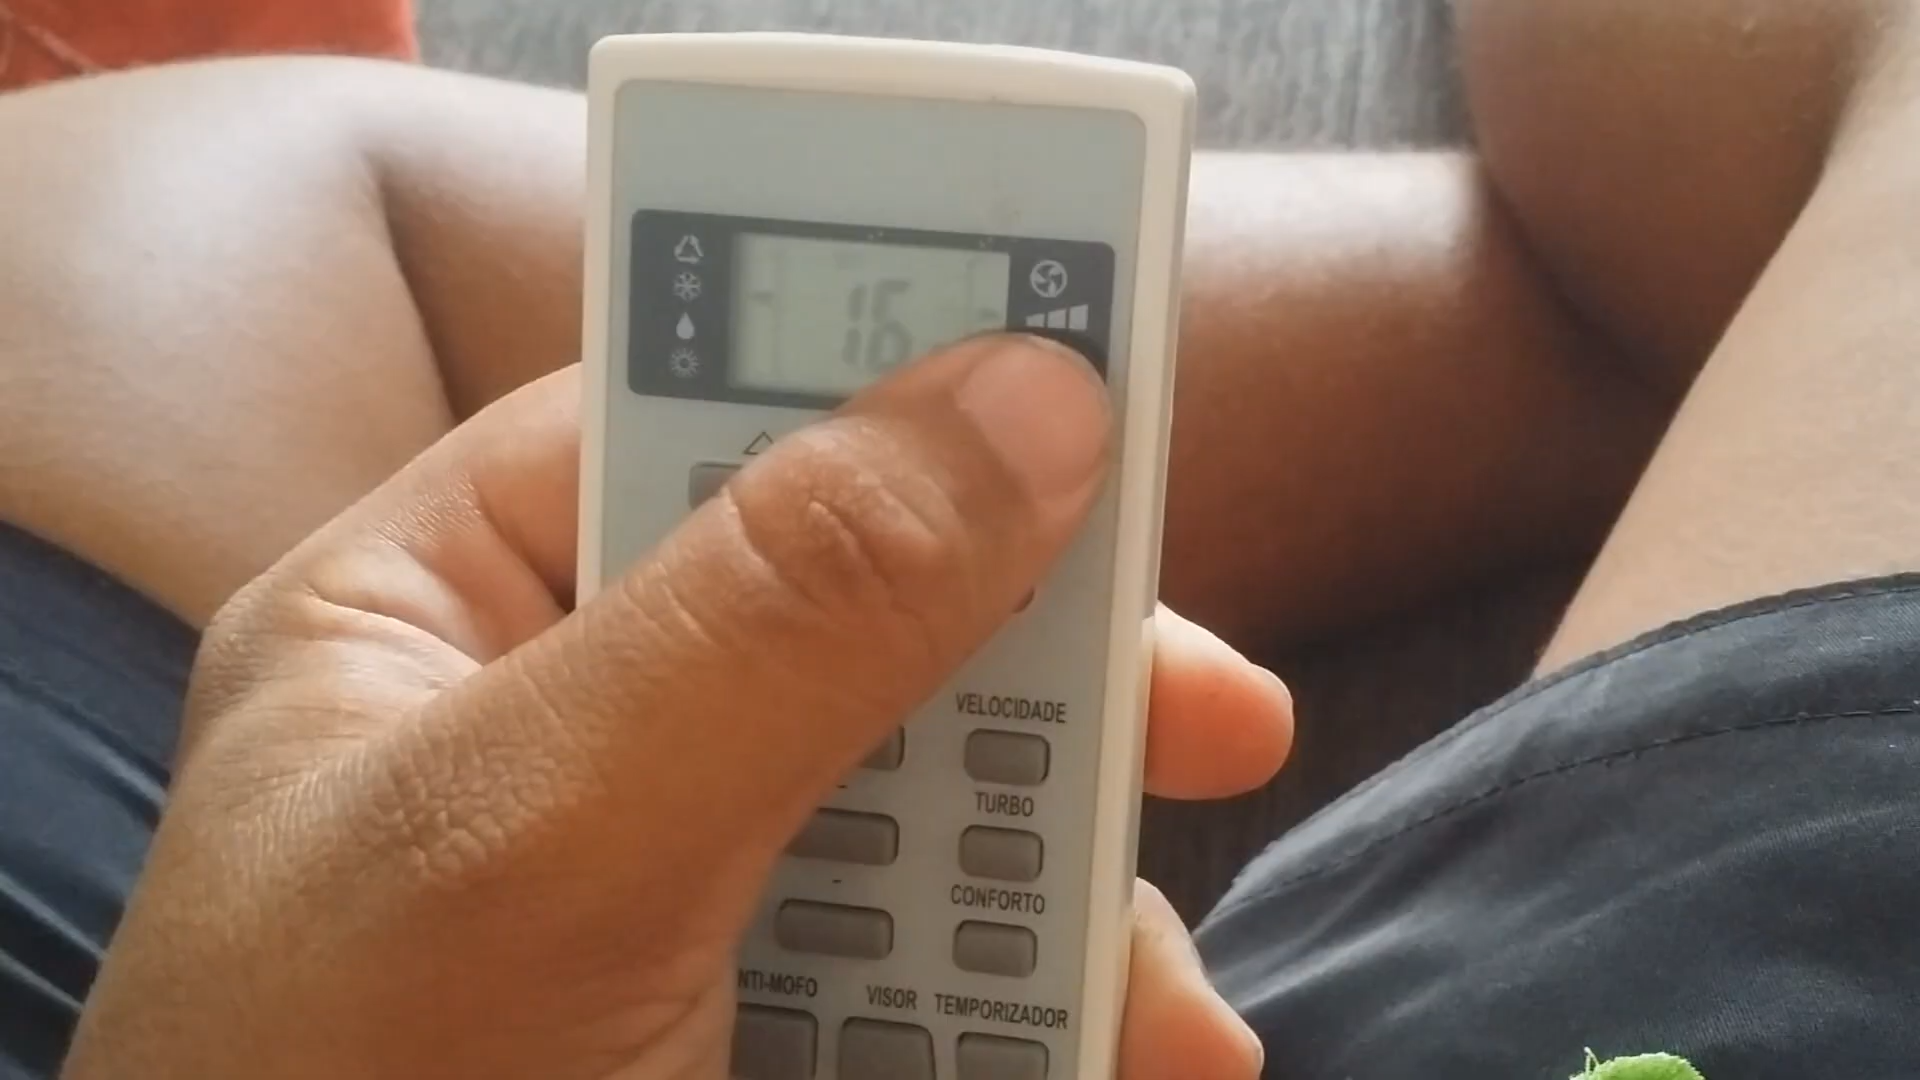 16
VELOCIDADE
TURBO
CONFORTO
NTI-MOFO VISOR TEMPORIZADOR